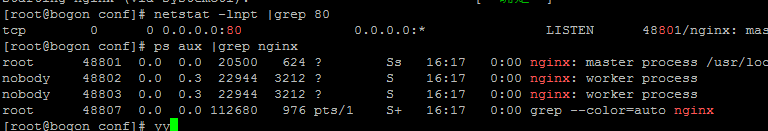 [root@bogon conf]# netstat -lnpt |grep 80
tcp        0      0 0.0.0.0:80              0.0.0.0:*               LISTEN      48801/nginx: mas
[root@bogon conf]# ps aux |grep nginx
root      48801  0.0  0.0  20500   624 ?        Ss   16:17   0:00 nginx: master process /usr/loc
nobody    48802  0.0  0.3  22944  3212 ?        S    16:17   0:00 nginx: worker process
nobody    48803  0.0  0.3  22944  3212 ?        S    16:17   0:00 nginx: worker process
root      48807  0.0  0.0 112680   976 pts/1    S+   16:17   0:00 grep --color=auto nginx
[root@bogon conf]# yy